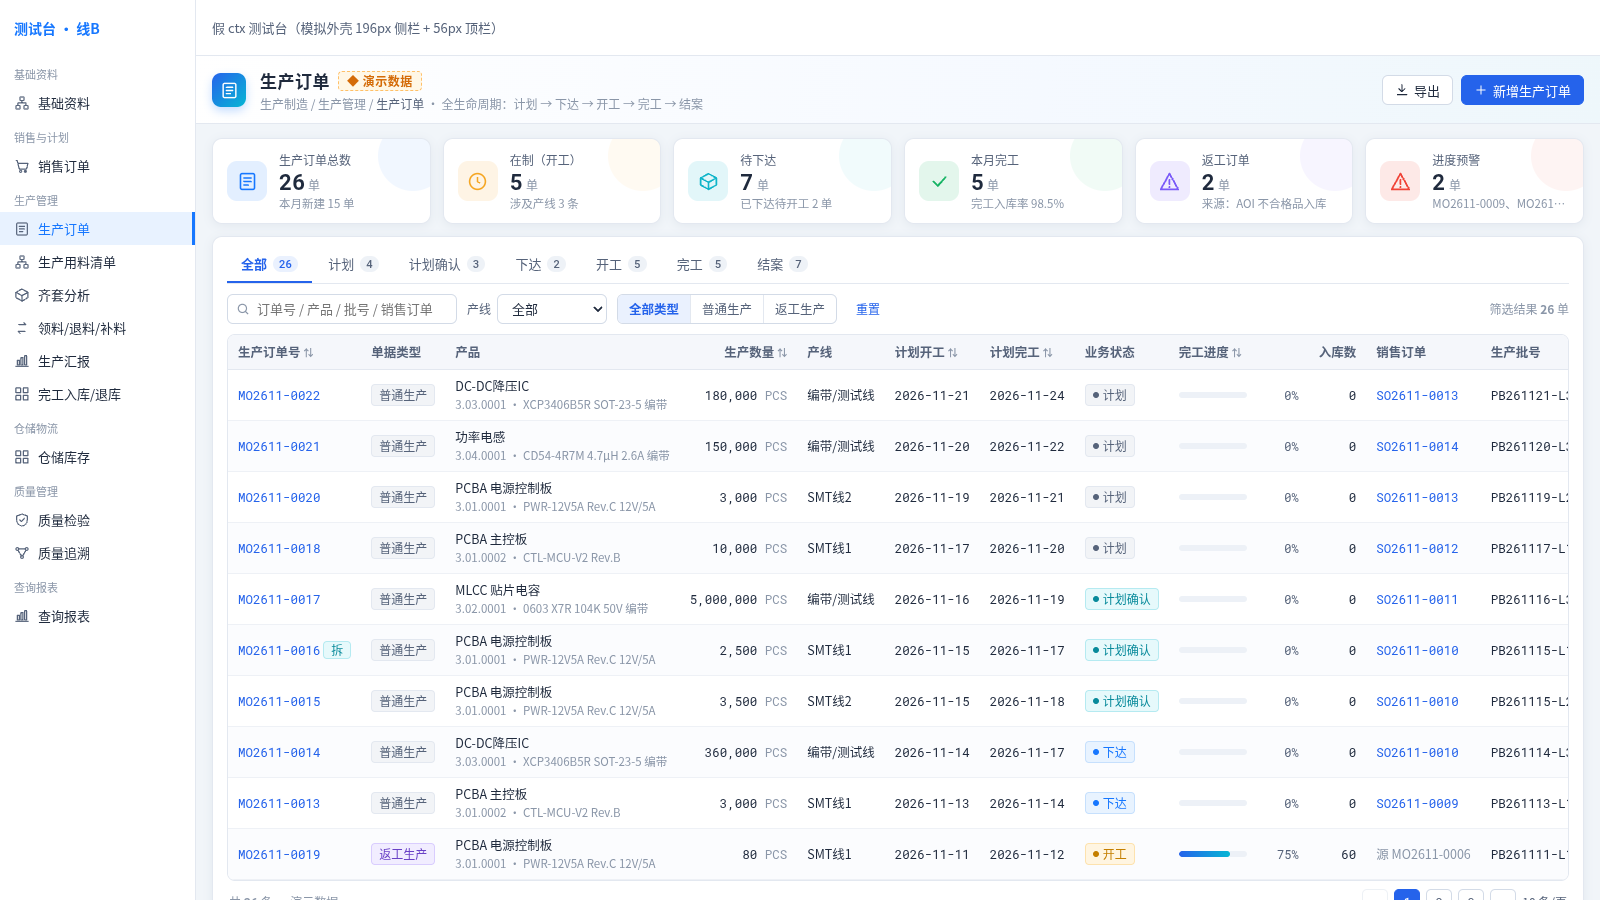 测试台 · 线B
基础资料
基础资料
销售与计划
销售订单
生产管理
生产订单
生产用料清单
齐套分析
领料/退料/补料
生产汇报
完工入库/退库
仓储物流
仓储库存
质量管理
质量检验
质量追溯
查询报表
查询报表
假 ctx 测试台（模拟外壳 196px 侧栏 + 56px 顶栏）
生产订单 ◆ 演示数据
生产制造 / 生产管理 / 生产订单 · 全生命周期：计划 → 下达 → 开工 → 完工 → 结案
导出
新增生产订单
生产订单总数
26 单
本月新建 15 单
在制（开工）
5 单
涉及产线 3 条
待下达
7 单
已下达待开工 2 单
本月完工
5 单
完工入库率 98.5%
返工订单
2 单
来源：AOI 不合格品入库
进度预警
2 单
MO2611-0009、MO261…
全部 26 计划 4 计划确认 3 下达 2 开工 5 完工 5 结案 7
订单号 / 产品 / 批号 / 销售订单 产线 全部 全部类型 普通生产 返工生产 重置 筛选结果 26 单
生产订单号 单据类型 产品 生产数量 产线 计划开工 计划完工 业务状态 完工进度 入库数 销售订单 生产批号
MO2611-0022 普通生产 DC-DC降压IC 180,000 PCS 编带/测试线 2026-11-21 2026-11-24 计划 0% 0 SO2611-0013 PB261121-L
3.03.0001 · XCP3406B5R SOT-23-5 编带
MO2611-0021 普通生产 功率电感 150,000 PCS 编带/测试线 2026-11-20 2026-11-22 计划 0% 0 SO2611-0014 PB261120-L
3.04.0001 · CD54-4R7M 4.7μH 2.6A 编带
MO2611-0020 普通生产 PCBA 电源控制板 3,000 PCS SMT线2 2026-11-19 2026-11-21 计划 0% 0 SO2611-0013 PB261119-L
3.01.0001 · PWR-12V5A Rev.C 12V/5A
MO2611-0018 普通生产 PCBA 主控板 10,000 PCS SMT线1 2026-11-17 2026-11-20 计划 0% 0 SO2611-0012 PB261117-L
3.01.0002 · CTL-MCU-V2 Rev.B
MO2611-0017 普通生产 MLCC 贴片电容 5,000,000 PCS 编带/测试线 2026-11-16 2026-11-19 计划确认 0% 0 SO2611-0011 PB261116-L
3.02.0001 · 0603 X7R 104K 50V 编带
MO2611-0016 拆 普通生产 PCBA 电源控制板 2,500 PCS SMT线1 2026-11-15 2026-11-17 计划确认 0% 0 SO2611-0010 PB261115-L
3.01.0001 · PWR-12V5A Rev.C 12V/5A
MO2611-0015 普通生产 PCBA 电源控制板 3,500 PCS SMT线2 2026-11-15 2026-11-18 计划确认 0% 0 SO2611-0010 PB261115-L
3.01.0001 · PWR-12V5A Rev.C 12V/5A
MO2611-0014 普通生产 DC-DC降压IC 360,000 PCS 编带/测试线 2026-11-14 2026-11-17 下达 0% 0 SO2611-0010 PB261114-L
3.03.0001 · XCP3406B5R SOT-23-5 编带
MO2611-0013 普通生产 PCBA 主控板 3,000 PCS SMT线1 2026-11-13 2026-11-14 下达 0% 0 SO2611-0009 PB261113-L
3.01.0002 · CTL-MCU-V2 Rev.B
MO2611-0019 返工生产 PCBA 电源控制板 80 PCS SMT线1 2026-11-11 2026-11-12 开工 75% 60 源 MO2611-0006 PB261111-L
3.01.0001 · PWR-12V5A Rev.C 12V/5A